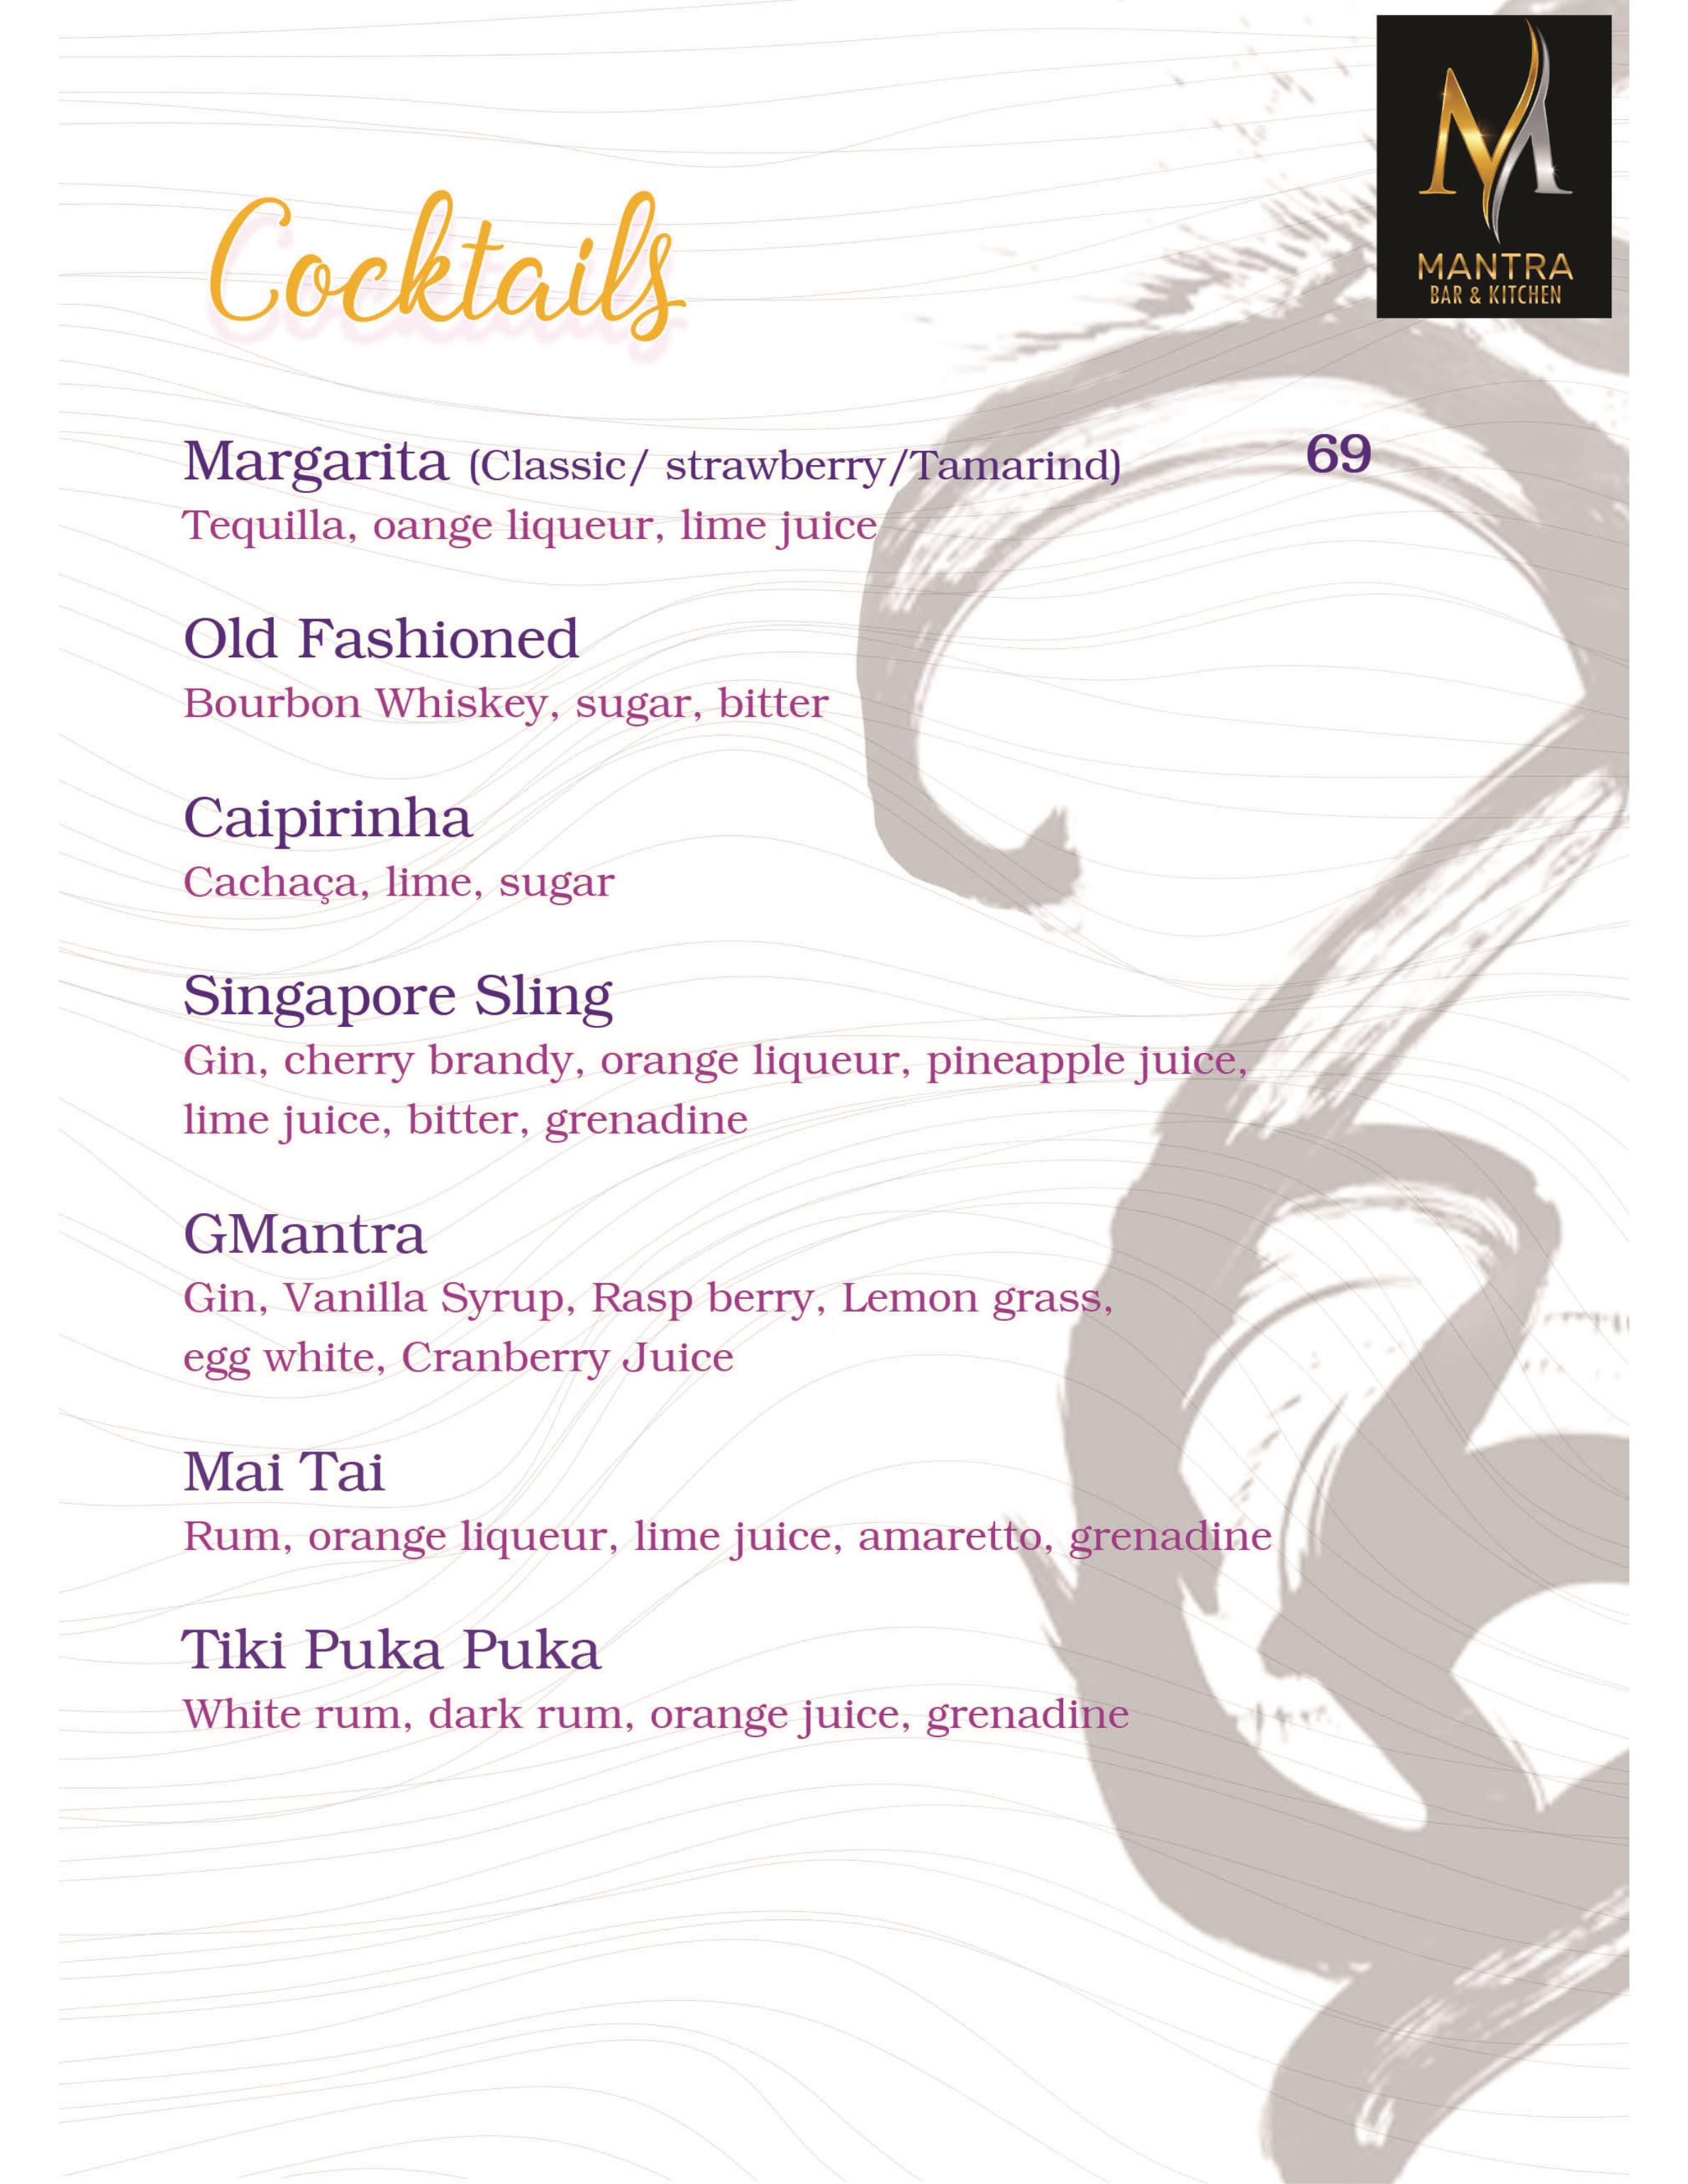 MANTRA
BAR & KITCHEN
Cocktails
Margarita (Classic/ strawberry/Tamarind) 69
Tequilla, oange liqueur, lime juice
Old Fashioned
Bourbon Whiskey, sugar, bitter
Caipirinha
Cachaça, lime, sugar
Singapore Sling
Gin, cherry brandy, orange liqueur, pineapple juice,
lime juice, bitter, grenadine
GMantra
Gin, Vanilla Syrup, Rasp berry, Lemon grass,
egg white, Cranberry Juice
Mai Tai
Rum, orange liqueur, lime juice, amaretto, grenadine
Tiki Puka Puka
White rum, dark rum, orange juice, grenadine